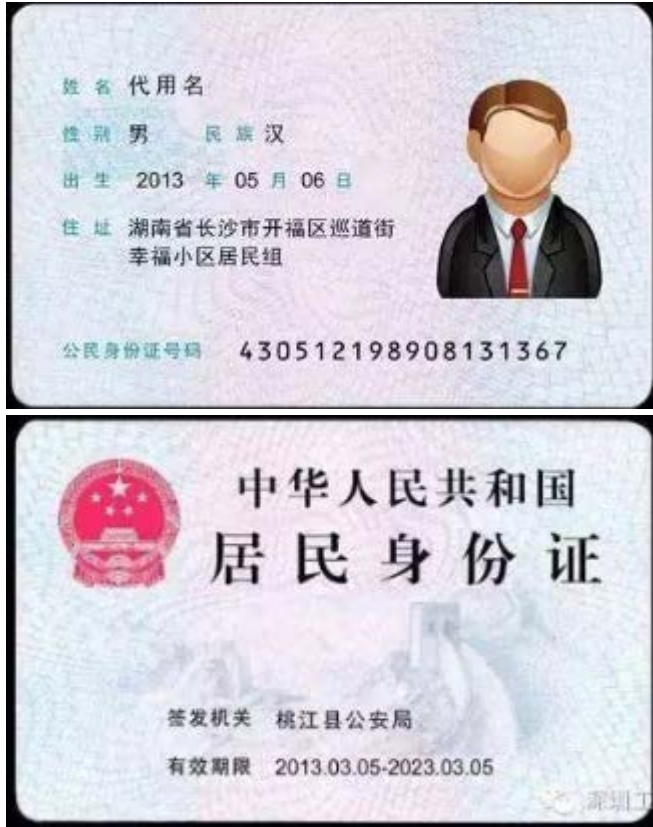 姓名 代用名
性别 男 民族 汉
出生 2013 年 05 月 06 日
住址 湖南省长沙市开福区巡道街
幸福小区居民组
公民身份证号码 430512198908131367
中华人民共和国
居民身份证
签发机关 桃江县公安局
有效期限 2013.03.05-2023.03.05
深圳工